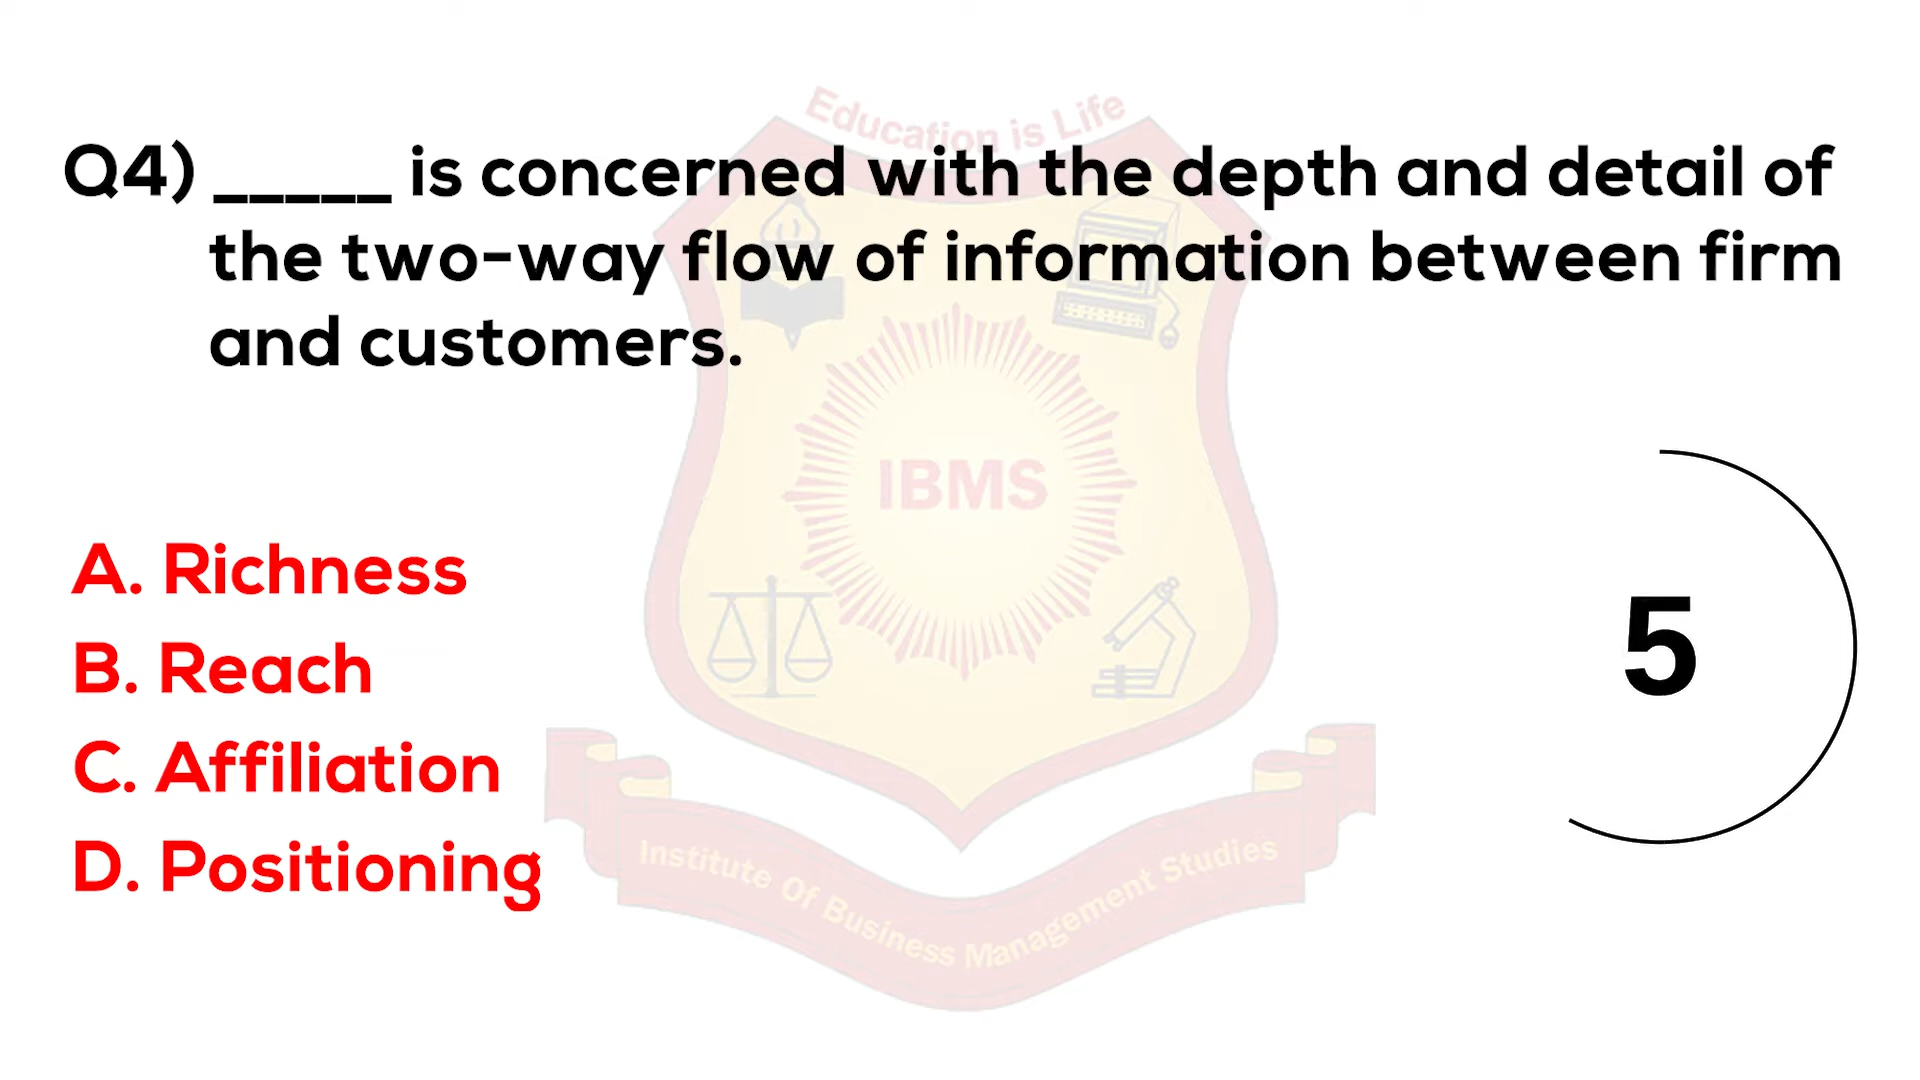 Education is Life
Q4) _____ is concerned with the depth and detail of
the two-way flow of information between firm
and customers.
IBMS
A. Richness
B. Reach
C. Affiliation
D. Positioning
5
Institute Of Business Management Studies